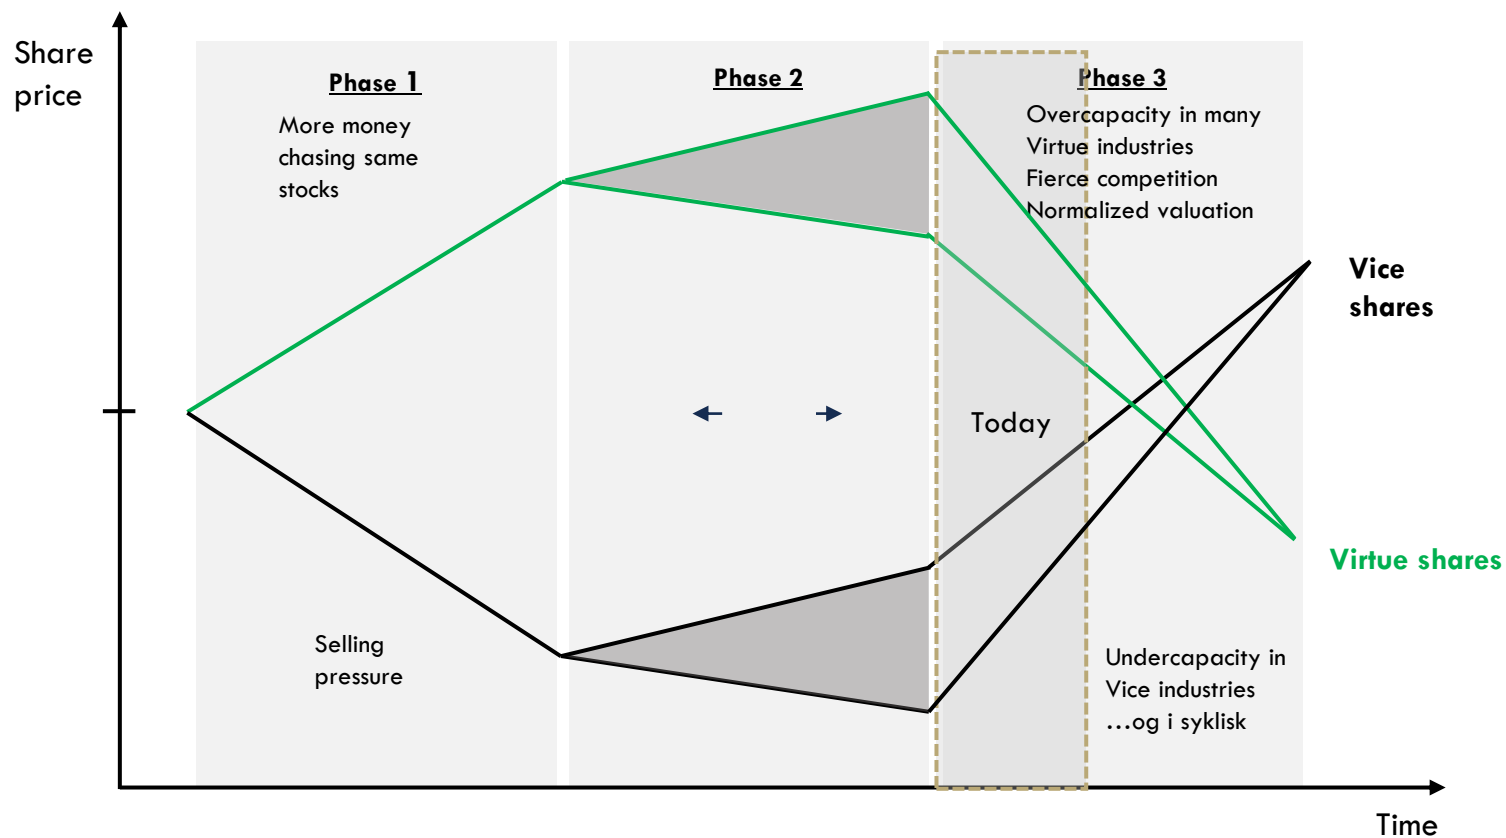 Share
price
Phase 1
More money
chasing same
stocks
Selling
pressure
Phase 2
Phase 3
Overcapacity in many
Virtue industries
Fierce competition
Normalized valuation
Today
Vice
shares
Virtue shares
Undercapacity in
Vice industries
…og i syklisk
Time